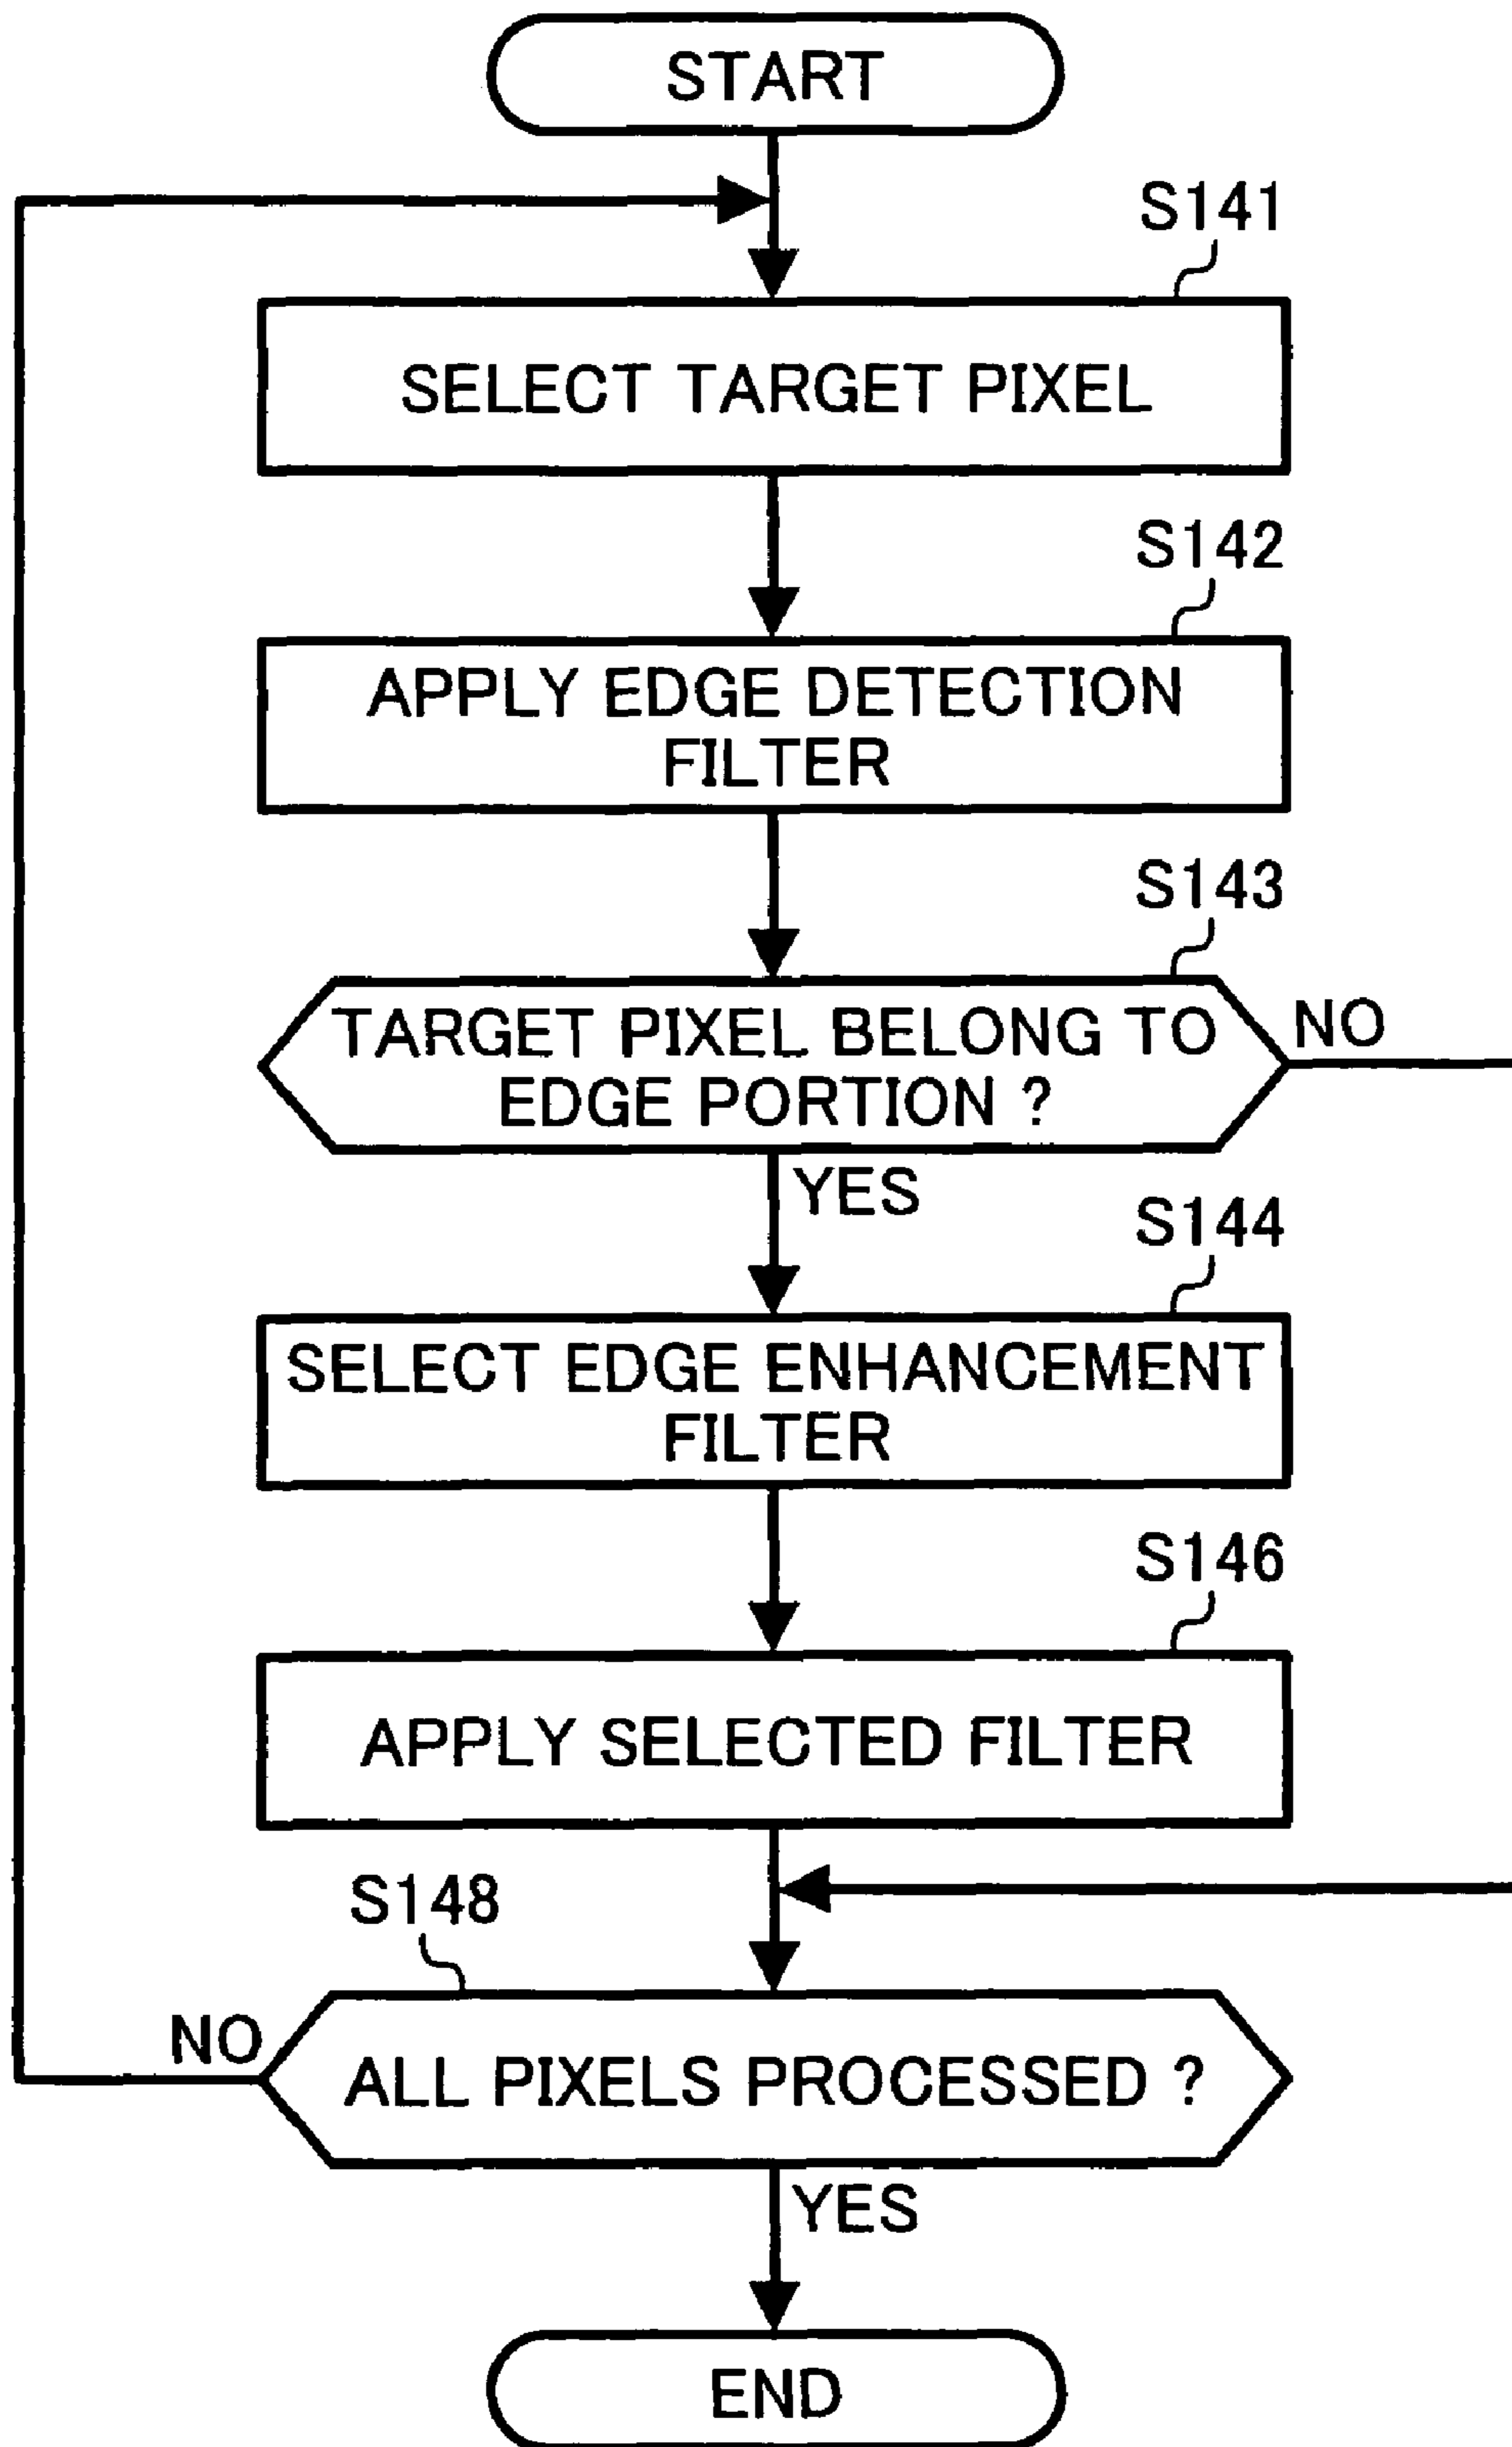 START
S141
SELECT TARGET PIXEL
S142
APPLY EDGE DETECTION
FILTER
S143
TARGET PIXEL BELONG TO
EDGE PORTION ?
NO
YES
S144
SELECT EDGE ENHANCEMENT
FILTER
S146
APPLY SELECTED FILTER
S148
NO
ALL PIXELS PROCESSED ?
YES
END